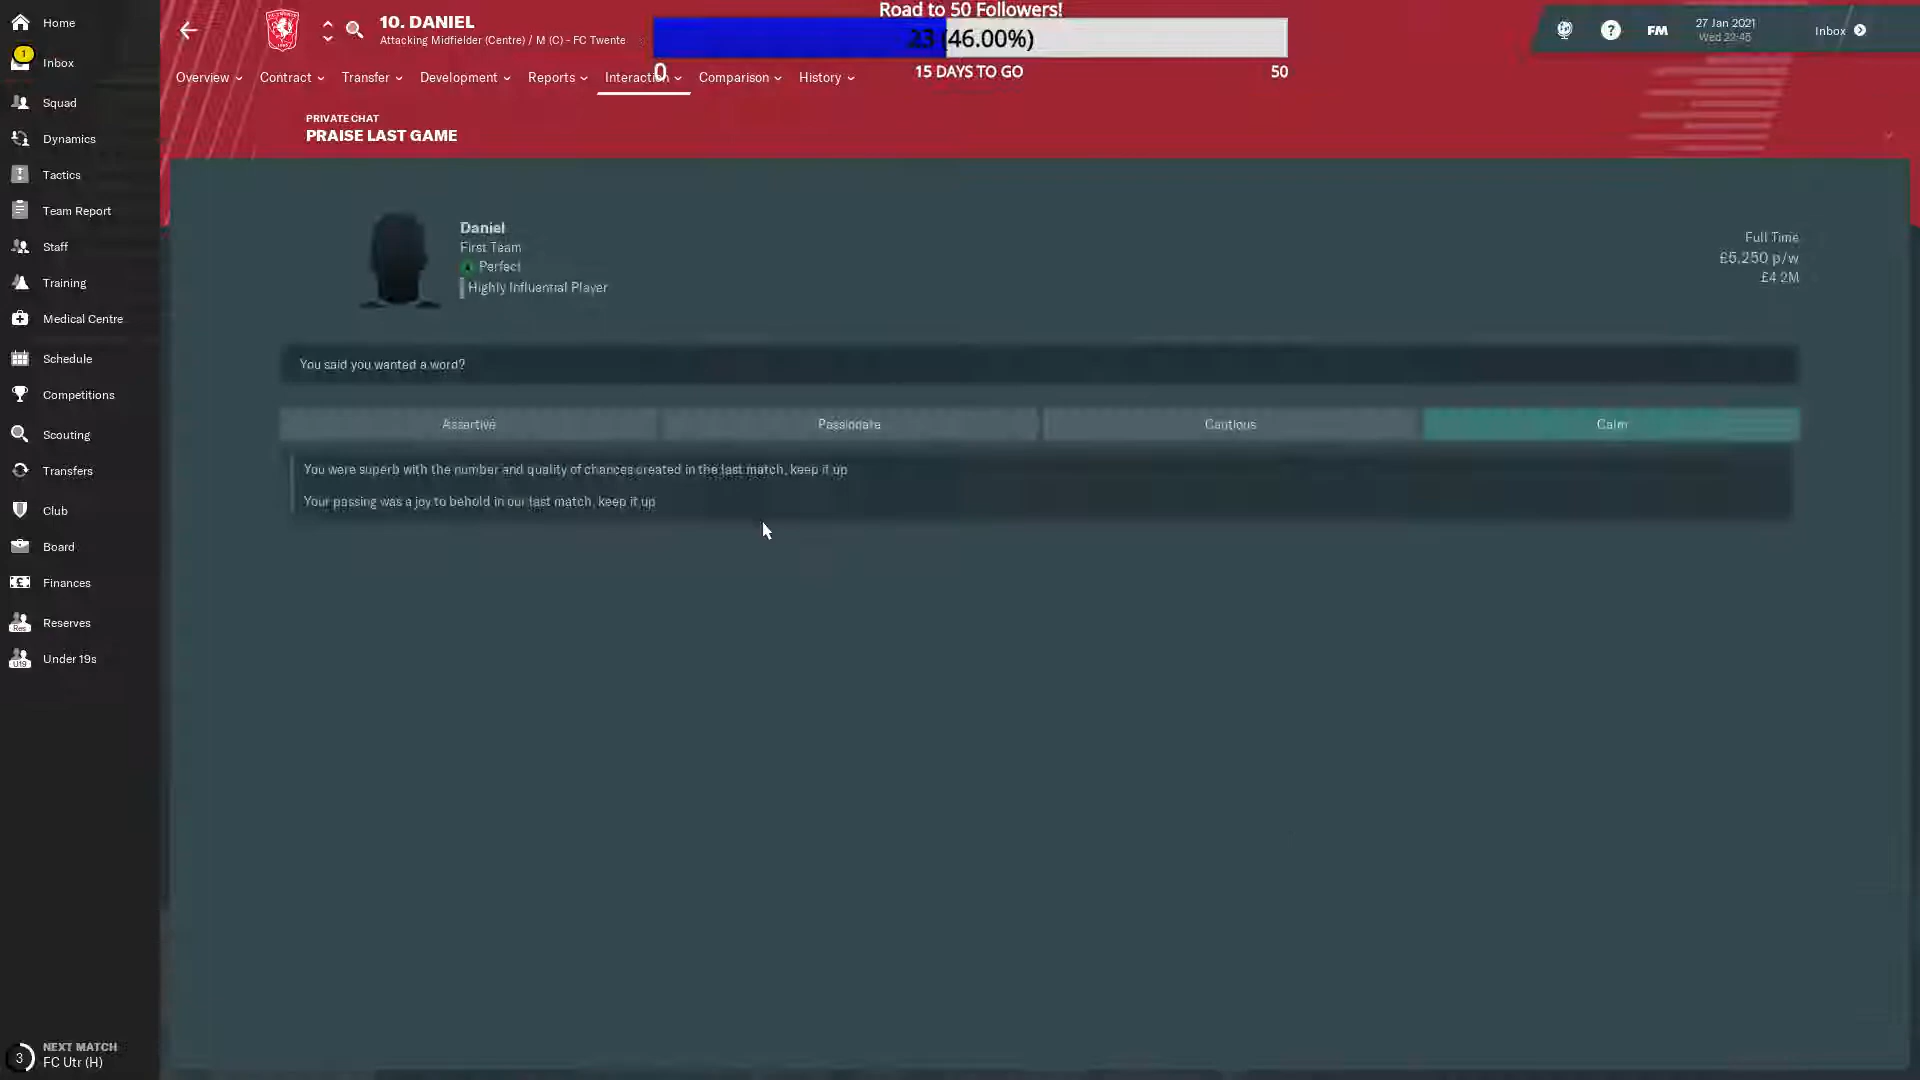 Home
1
Inbox
Squad
Dynamics
Tactics
Team Report
Staff
Training
Medical Centre
Schedule
Competitions
Scouting
Transfers
Club
Board
Finances
Res
Reserves
U19
Under 19s
3
NEXT MATCH
FC Utr (H)
10. DANIEL
Attacking Midfielder (Centre) / M (C) - FC Twente
Road to 50 Followers!
23 (46.00%)
0
15 DAYS TO GO
50
?
FM
27 Jan 2021
Wed 22:45
Inbox
Overview
Contract
Transfer
Development
Reports
Interaction
Comparison
History
PRIVATE CHAT
PRAISE LAST GAME
Daniel
First Team
Perfect
Highly Influential Player
Full Time
£5,250 p/w
£4.2M
You said you wanted a word?
Assertive
Passionate
Cautious
Calm
You were superb with the number and quality of chances created in the last match, keep it up
Your passing was a joy to behold in our last match, keep it up